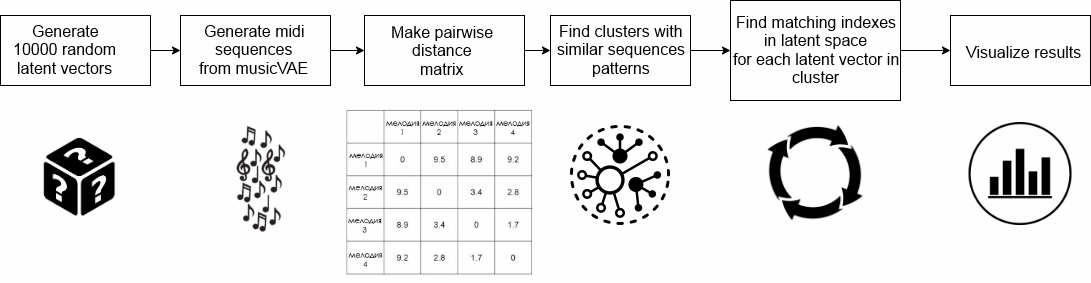 Generate
10000 random
latent vectors
Generate midi
sequences
from musicVAE
Make pairwise
distance
matrix
Find clusters with
similar sequences
patterns
Find matching indexes
in latent space
for each latent vector in
cluster
Visualize results
? ? ?
мелодия 1 мелодия 2 мелодия 3 мелодия 4
мелодия 1 0 9.5 8.9 9.2
мелодия 2 9.5 0 3.4 2.8
мелодия 3 8.9 3.4 0 1.7
мелодия 4 9.2 2.8 1.7 0